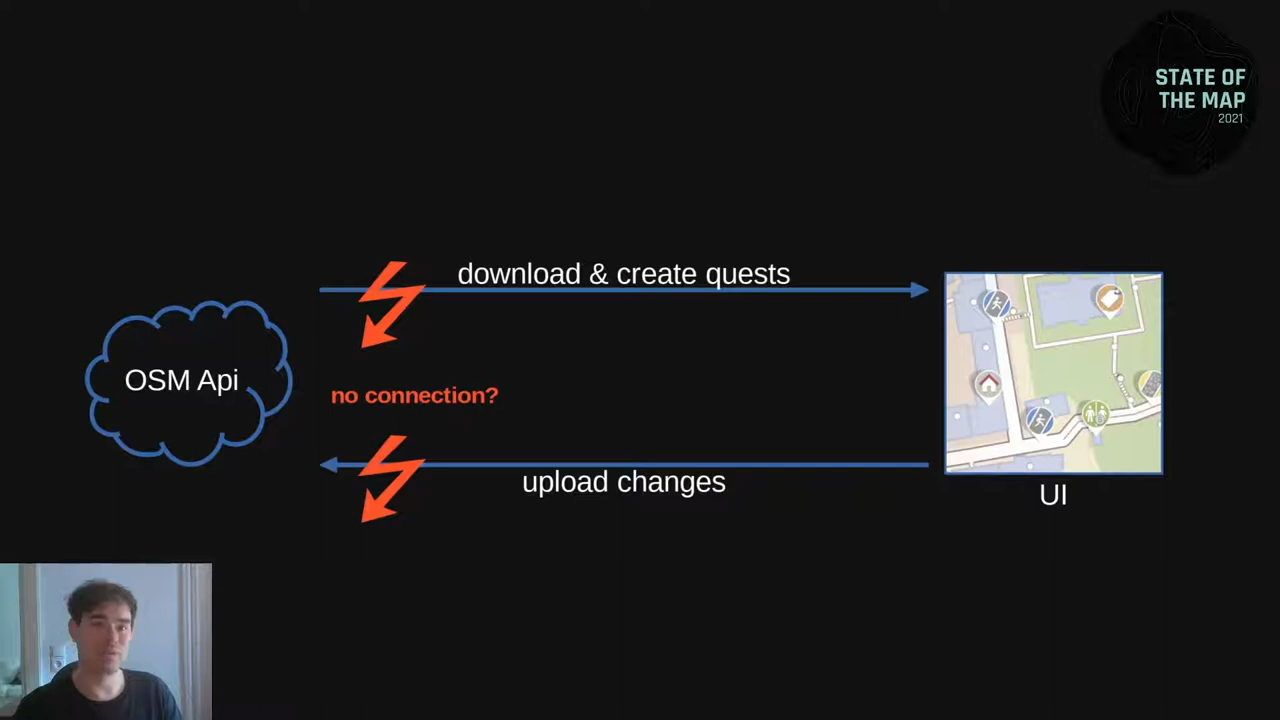 STATE OF
THE MAP
2021
download & create quests
OSM Api
no connection?
upload changes
UI